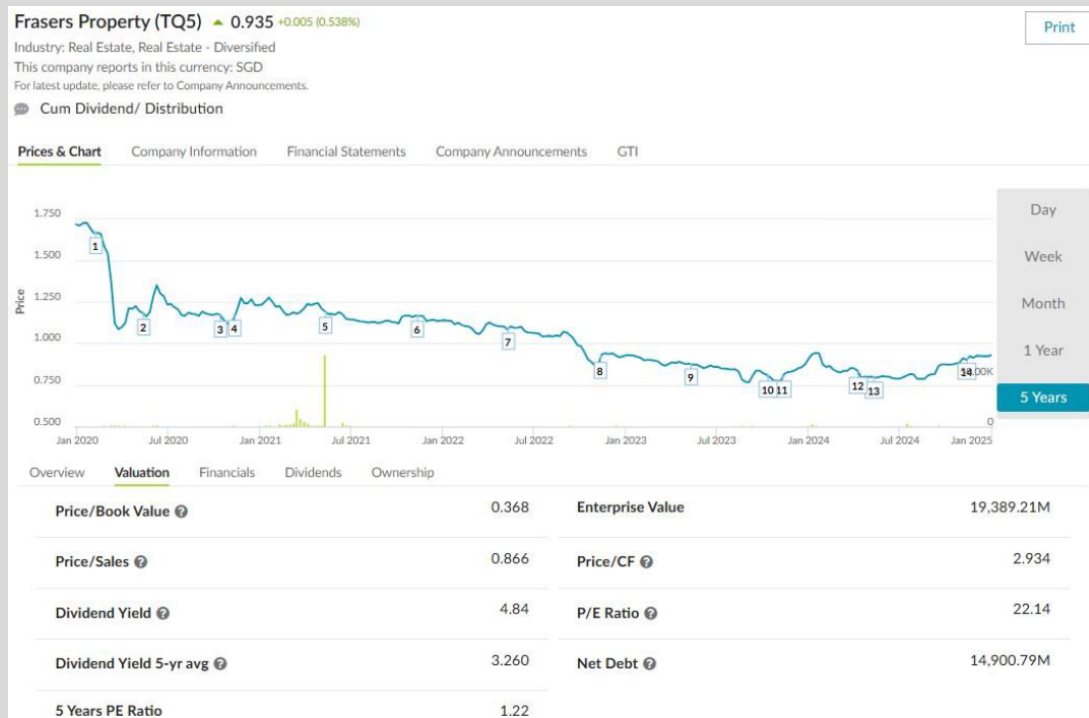 Frasers Property (TQ5) ▲ 0.935 +0.005 (0.538%)
Print
Industry: Real Estate, Real Estate - Diversified
This company reports in this currency: SGD
For latest update, please refer to Company Announcements.
Cum Dividend/ Distribution
Prices & Chart Company Information Financial Statements Company Announcements GTI
1.750
1.500
1.250
1.000
0.750
0.500
Price
1 2 3 4 5 6 7 8 9 10 11 12 13 14
0
Jan 2020 Jul 2020 Jan 2021 Jul 2021 Jan 2022 Jul 2022 Jan 2023 Jul 2023 Jan 2024 Jul 2024 Jan 2025
Day
Week
Month
1 Year
5 Years
Overview Valuation Financials Dividends Ownership
Price/Book Value ? 0.368 Enterprise Value 19,389.21M
Price/Sales ? 0.866 Price/CF ? 2.934
Dividend Yield ? 4.84 P/E Ratio ? 22.14
Dividend Yield 5-yr avg ? 3.260 Net Debt ? 14,900.79M
5 Years PE Ratio 1.22